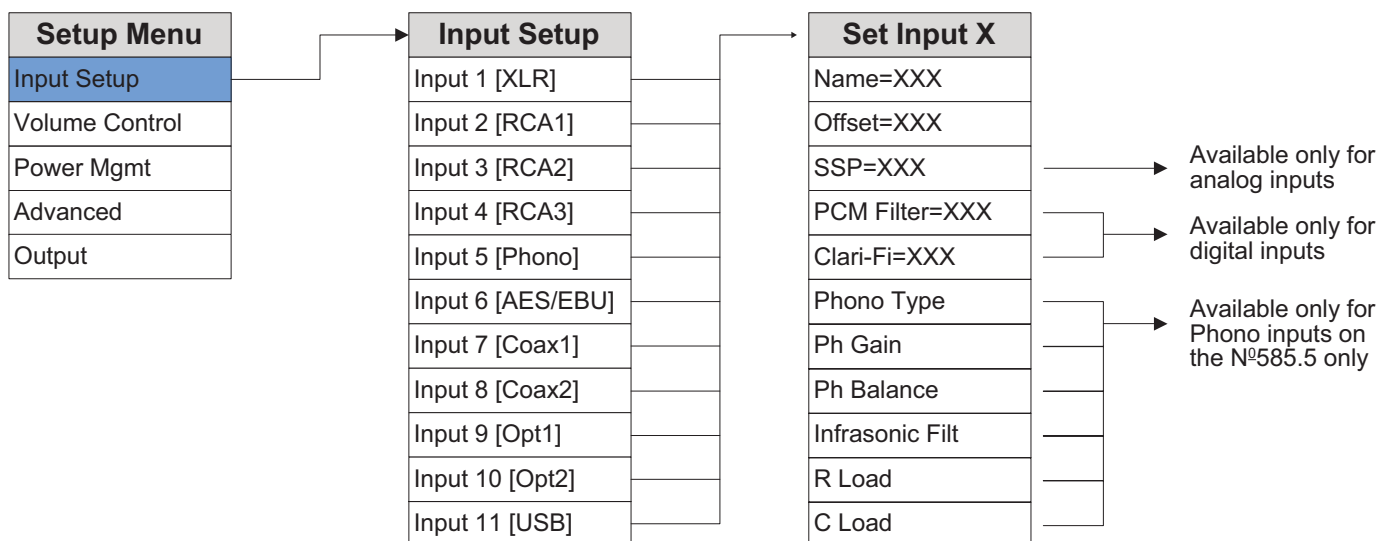 Setup Menu
Input Setup
Volume Control
Power Mgmt
Advanced
Output
Input Setup
Input 1 [XLR]
Input 2 [RCA1]
Input 3 [RCA2]
Input 4 [RCA3]
Input 5 [Phono]
Input 6 [AES/EBU]
Input 7 [Coax1]
Input 8 [Coax2]
Input 9 [Opt1]
Input 10 [Opt2]
Input 11 [USB]
Set Input X
Name=XXX
Offset=XXX
SSP=XXX
PCM Filter=XXX
Clari-Fi=XXX
Phono Type
Ph Gain
Ph Balance
Infrasonic Filt
R Load
C Load
Available only for
analog inputs
Available only for
digital inputs
Available only for
Phono inputs on
the Nº585.5 only